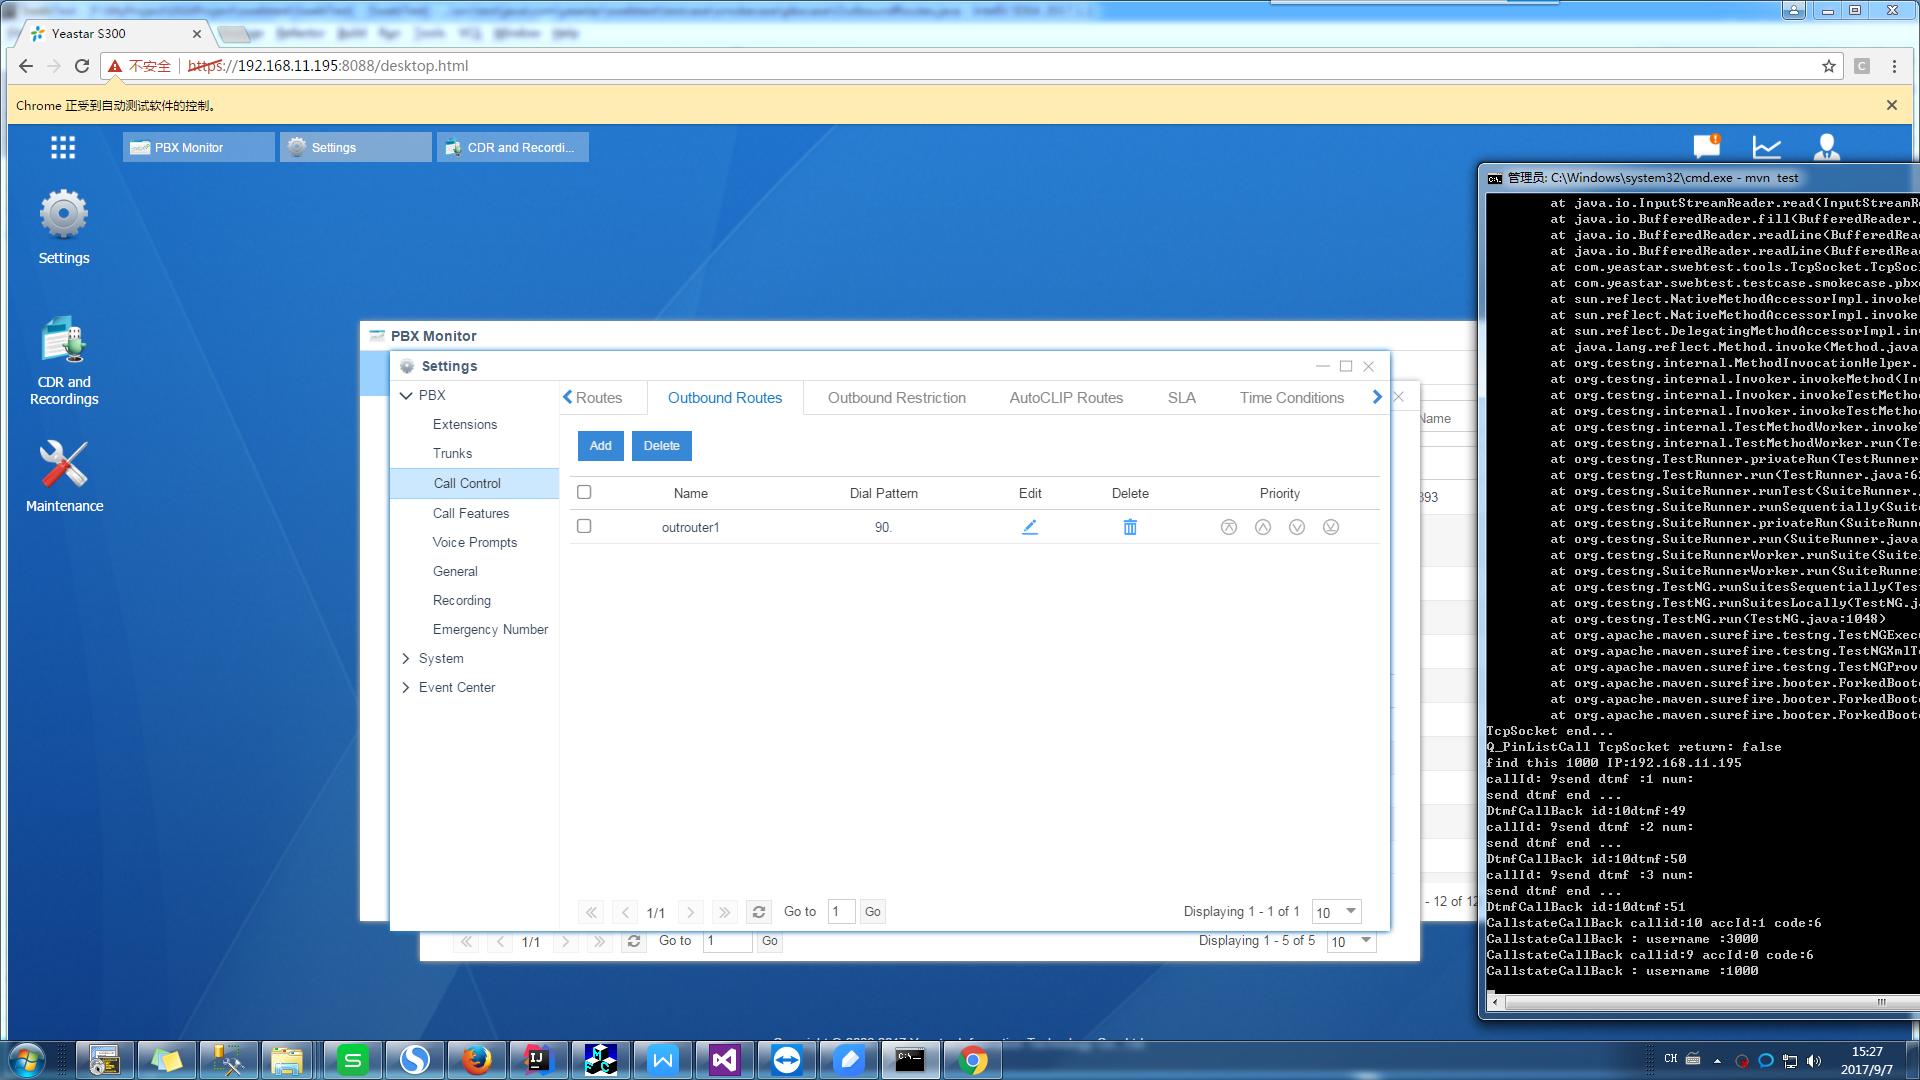 Yeastar S300
不安全 https://192.168.11.195:8088/desktop.html
Chrome 正受到自动测试软件的控制。
PBX Monitor
Settings
CDR and Recordi...
Settings
CDR and
Recordings
Maintenance
PBX Monitor
Settings
PBX
Extensions
Trunks
Call Control
Call Features
Voice Prompts
General
Recording
Emergency Number
System
Event Center
Routes Outbound Routes Outbound Restriction AutoCLIP Routes SLA Time Conditions
Add Delete
Name Dial Pattern Edit Delete Priority
outrouter1 90.
1/1 Go to 1 Go Displaying 1 - 1 of 1 10
Name
393
- 12 of 12
1/1 Go to 1 Go Displaying 1 - 5 of 5 10
管理员: C:\Windows\system32\cmd.exe - mvn test
at java.io.InputStreamReader.read(InputStreamR
at java.io.BufferedReader.fill(BufferedReader.
at java.io.BufferedReader.readLine(BufferedRea
at java.io.BufferedReader.readLine(BufferedRea
at com.yeastar.swebtest.tools.TcpSocket.TcpSoc
at com.yeastar.swebtest.testcase.smokecase.pbx
at sun.reflect.NativeMethodAccessorImpl.invoke
at sun.reflect.NativeMethodAccessorImpl.invoke
at sun.reflect.DelegatingMethodAccessorImpl.in
at java.lang.reflect.Method.invoke(Method.java
at org.testng.internal.MethodInvocationHelper.
at org.testng.internal.Invoker.invokeMethod(In
at org.testng.internal.Invoker.invokeTestMetho
at org.testng.internal.Invoker.invokeTestMetho
at org.testng.internal.TestMethodWorker.invoke
at org.testng.internal.TestMethodWorker.run(Te
at org.testng.TestRunner.privateRun(TestRunner
at org.testng.TestRunner.run(TestRunner.java:6
at org.testng.SuiteRunner.runTest(SuiteRunner.
at org.testng.SuiteRunner.runSequentially(Suit
at org.testng.SuiteRunner.privateRun(SuiteRunn
at org.testng.SuiteRunner.run(SuiteRunner.java
at org.testng.SuiteRunnerWorker.runSuite(Suite
at org.testng.SuiteRunnerWorker.run(SuiteRunne
at org.testng.TestNG.runSuitesSequentially(Tes
at org.testng.TestNG.runSuitesLocally(TestNG.j
at org.testng.TestNG.run(TestNG.java:1048)
at org.apache.maven.surefire.testng.TestNGExec
at org.apache.maven.surefire.testng.TestNGXmlT
at org.apache.maven.surefire.testng.TestNGProv
at org.apache.maven.surefire.booter.ForkedBoot
at org.apache.maven.surefire.booter.ForkedBoot
at org.apache.maven.surefire.booter.ForkedBoot
TcpSocket end...
Q_PinListCall TcpSocket return: false
find this 1000 IP:192.168.11.195
callId: 9send dtmf :1 num:
send dtmf end ...
DtmfCallBack id:10dtmf:49
callId: 9send dtmf :2 num:
send dtmf end ...
DtmfCallBack id:10dtmf:50
callId: 9send dtmf :3 num:
send dtmf end ...
DtmfCallBack id:10dtmf:51
CallstateCallBack callid:10 accId:1 code:6
CallstateCallBack : username :3000
CallstateCallBack callid:9 accId:0 code:6
CallstateCallBack : username :1000
CH
15:27
2017/9/7